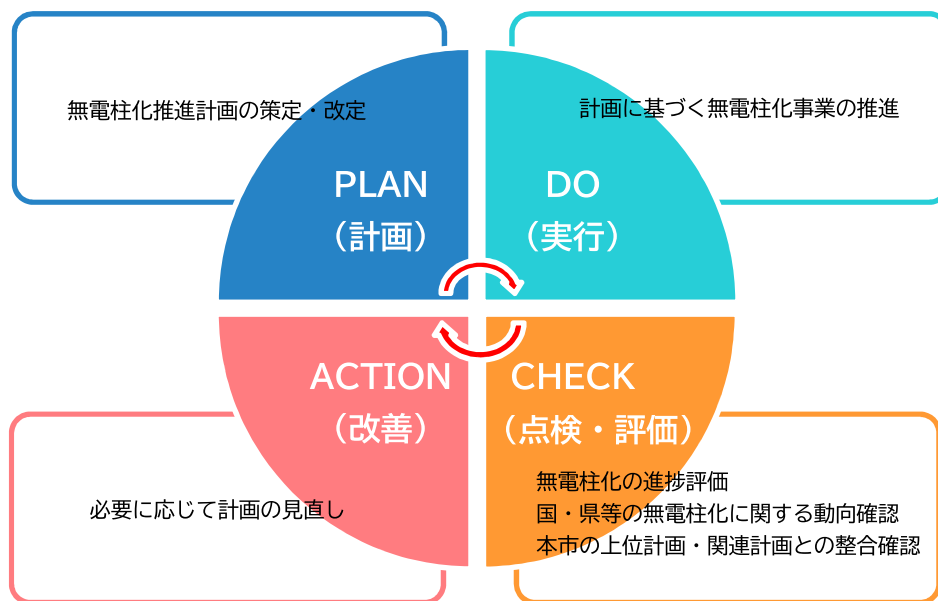 無電柱化推進計画の策定・改定
計画に基づく無電柱化事業の推進
PLAN
（計画）
DO
（実行）
ACTION
（改善）
CHECK
（点検・評価）
必要に応じて計画の見直し
無電柱化の進捗評価
国・県等の無電柱化に関する動向確認
本市の上位計画・関連計画との整合確認